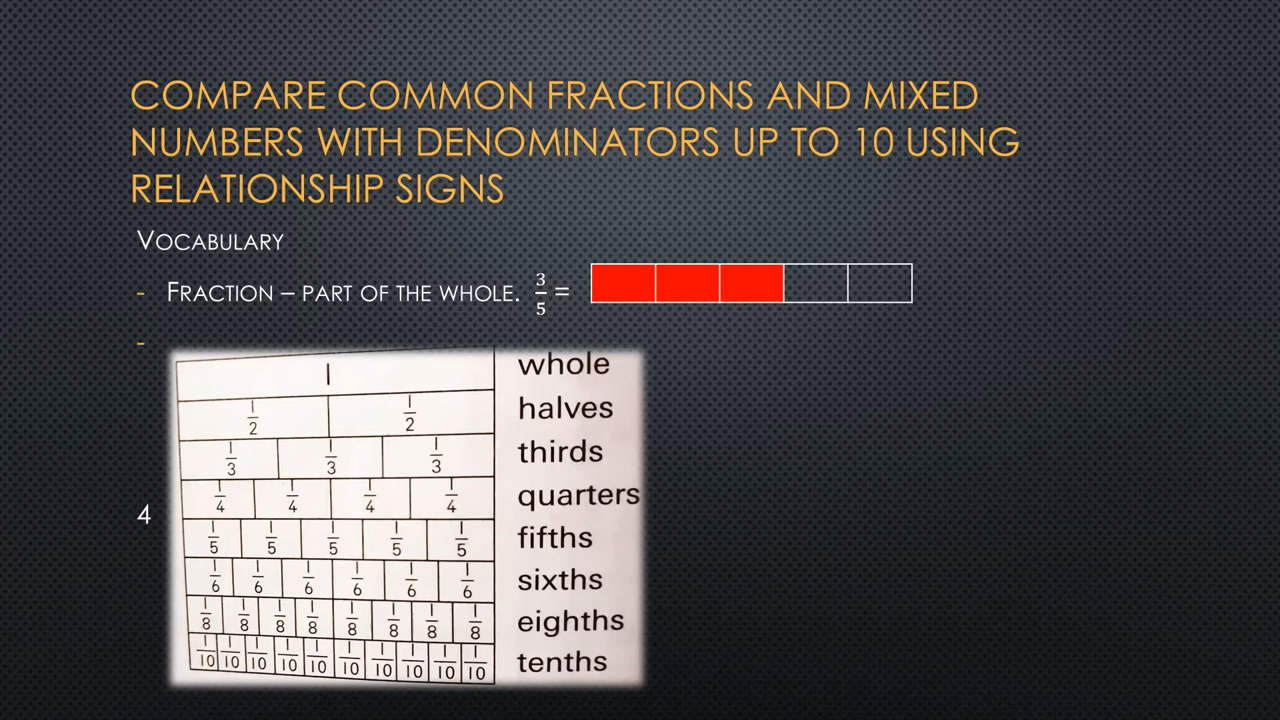 COMPARE COMMON FRACTIONS AND MIXED
NUMBERS WITH DENOMINATORS UP TO 10 USING
RELATIONSHIP SIGNS
VOCABULARY
- FRACTION – PART OF THE WHOLE. 3/5 =
-
1 whole
1/2 1/2 halves
1/3 1/3 1/3 thirds
1/4 1/4 1/4 1/4 quarters
4
1/5 1/5 1/5 1/5 1/5 fifths
1/6 1/6 1/6 1/6 1/6 1/6 sixths
1/8 1/8 1/8 1/8 1/8 1/8 1/8 1/8 eighths
1/10 1/10 1/10 1/10 1/10 1/10 1/10 1/10 1/10 1/10 tenths